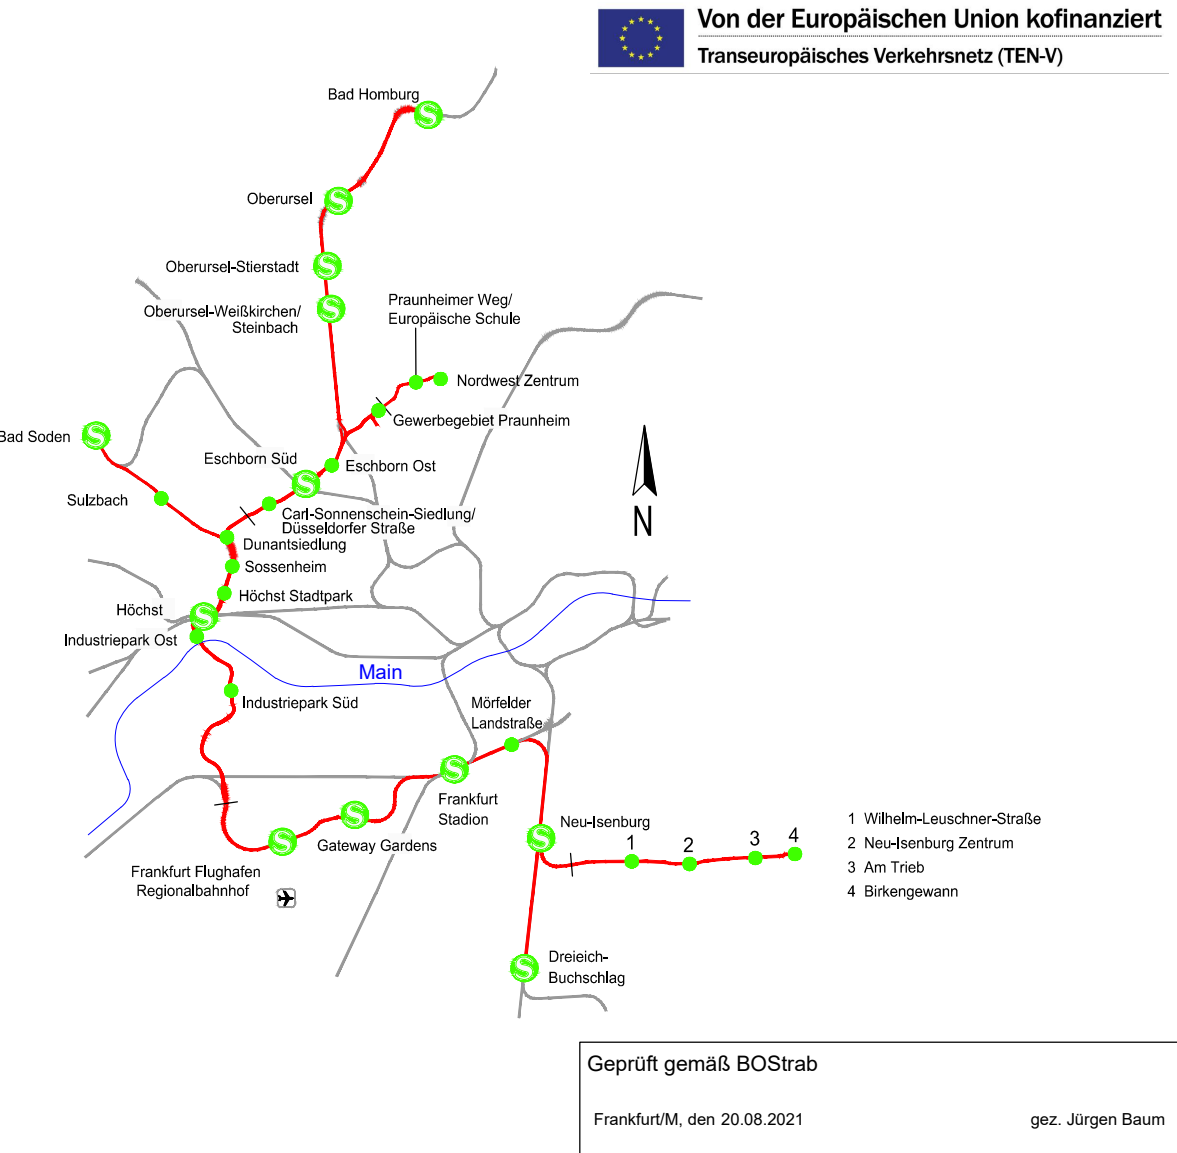 Von der Europäischen Union kofinanziert
Transeuropäisches Verkehrsnetz (TEN-V)
Bad Homburg
S
Oberursel
S
Oberursel-Stierstadt
S
Oberursel-Weißkirchen/
Steinbach
S
Praunheimer Weg/
Europäische Schule
Nordwest Zentrum
Gewerbegebiet Praunheim
Bad Soden
S
Eschborn Süd
S
Eschborn Ost
Sulzbach
Carl-Sonnenschein-Siedlung/
Düsseldorfer Straße
Dunantsiedlung
Sossenheim
N
Höchst Stadtpark
Höchst
S
Industriepark Ost
Main
Industriepark Süd
Mörfelder
Landstraße
S
Frankfurt
Stadion
S
Gateway Gardens
S
Frankfurt Flughafen
Regionalbahnhof
S
Neu-Isenburg
1
2
3
4
1 Wilhelm-Leuschner-Straße
2 Neu-Isenburg Zentrum
3 Am Trieb
4 Birkengewann
S
Dreieich-
Buchschlag
Geprüft gemäß BOStrab
Frankfurt/M, den 20.08.2021
gez. Jürgen Baum